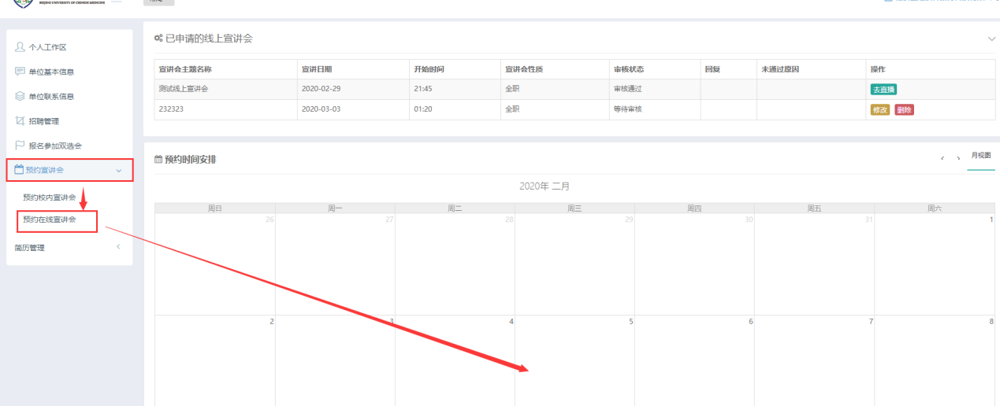 BEIJING UNIVERSITY OF CHINESE MEDICINE
个人工作区
单位基本信息
单位联系信息
招聘管理
报名参加双选会
预约宣讲会
预约校内宣讲会
预约在线宣讲会
简历管理
已申请的线上宣讲会
宣讲会主题名称 宣讲日期 开始时间 宣讲会性质 审核状态 回复 未通过原因 操作
测试线上宣讲会 2020-02-29 21:45 全职 审核通过 去直播
232323 2020-03-03 01:20 全职 等待审核 修改 删除
预约时间安排 月视图
2020年 二月
周日 周一 周二 周三 周四 周五 周六
26 27 28 29 30 31 1
2 3 4 5 6 7 8